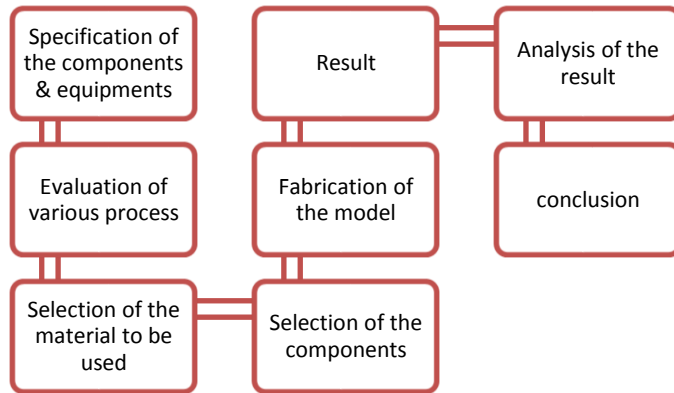 Specification of
the components
& equipments
Evaluation of
various process
Selection of the
material to be
used
Selection of the
components
Fabrication of
the model
Result
Analysis of the
result
conclusion